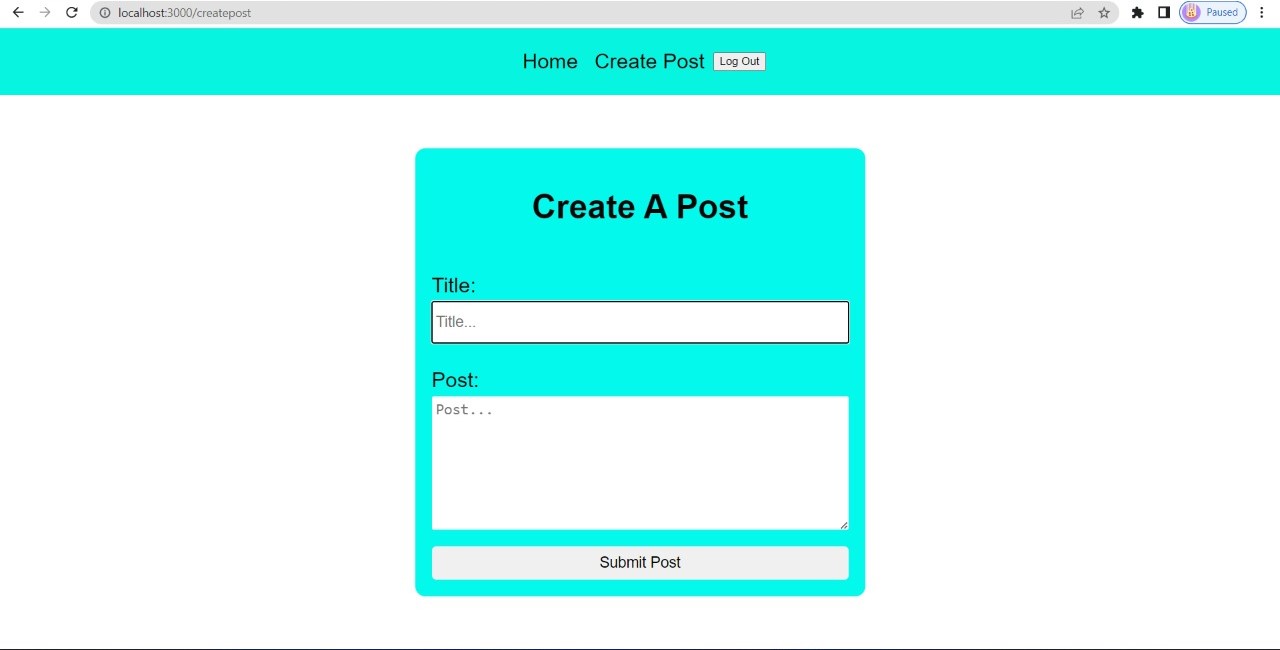 localhost:3000/createpost
Paused
Home Create Post Log Out
Create A Post
Title:
Title...
Post:
Post...
Submit Post